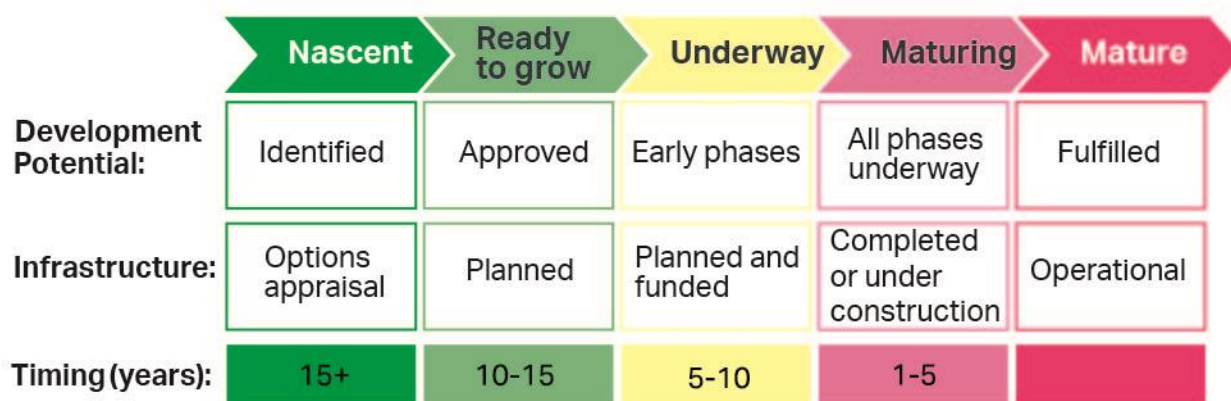 Nascent
Ready
to grow
Underway
Maturing
Mature
Development
Potential:
Identified
Approved
Early phases
All phases
underway
Fulfilled
Infrastructure:
Options
appraisal
Planned
Planned and
funded
Completed
or under
construction
Operational
Timing (years):
15+
10-15
5-10
1-5